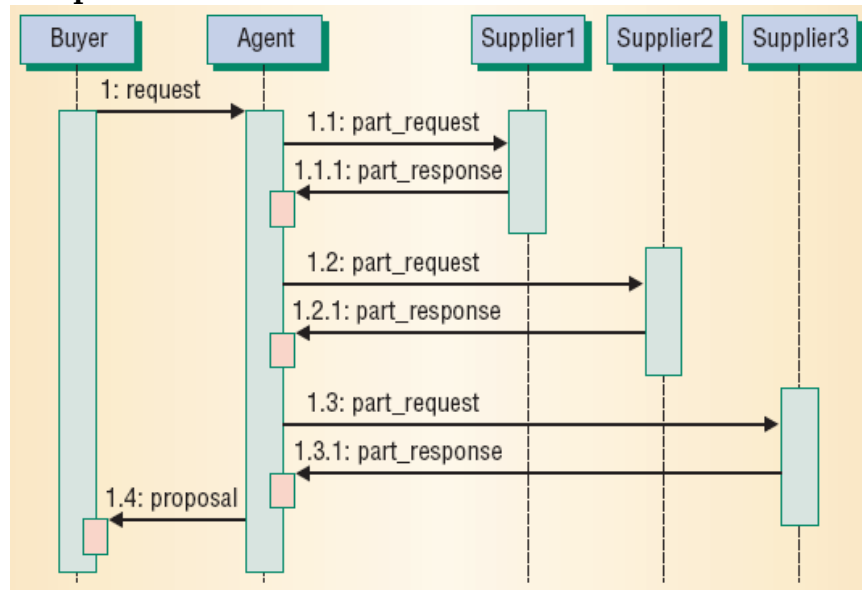 Buyer Agent Supplier1 Supplier2 Supplier3
1: request
1.1: part_request
1.1.1: part_response
1.2: part_request
1.2.1: part_response
1.3: part_request
1.3.1: part_response
1.4: proposal